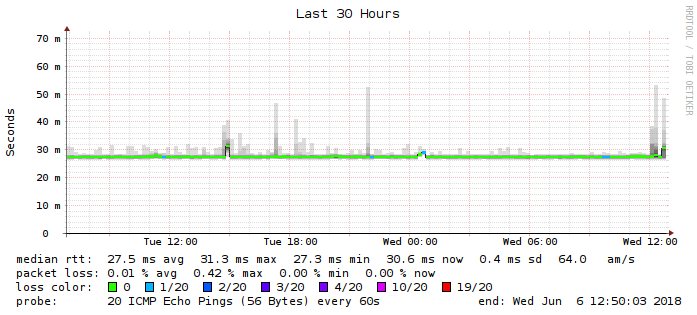 Last 30 Hours
RRDTOOL / TOBI OETIKER
Seconds
70 m
60 m
50 m
40 m
30 m
20 m
10 m
0
Tue 12:00 Tue 18:00 Wed 00:00 Wed 06:00 Wed 12:00
median rtt: 27.5 ms avg 31.3 ms max 27.3 ms min 30.6 ms now 0.4 ms sd 64.0 am/s
packet loss: 0.01 % avg 0.42 % max 0.00 % min 0.00 % now
loss color: 0 1/20 2/20 3/20 4/20 10/20 19/20
probe: 20 ICMP Echo Pings (56 Bytes) every 60s end: Wed Jun 6 12:50:03 2018